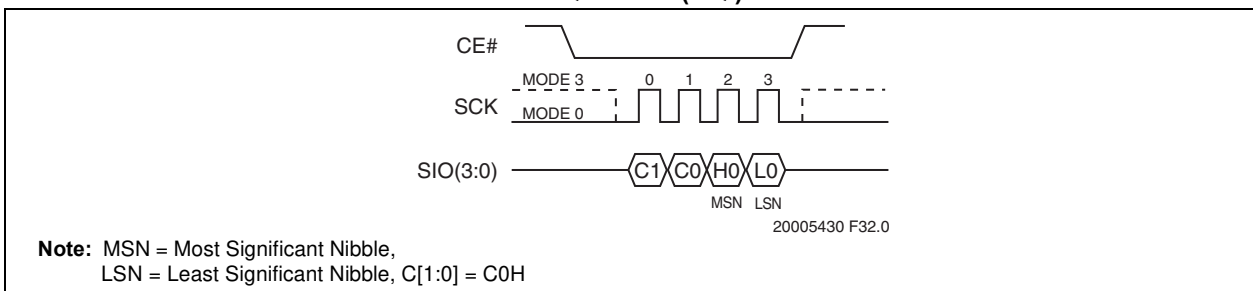 CE#
MODE 3 0 1 2 3
SCK
MODE 0
SIO(3:0) C1 C0 H0 L0
MSN LSN
20005430 F32.0
Note: MSN = Most Significant Nibble,
LSN = Least Significant Nibble, C[1:0] = C0H